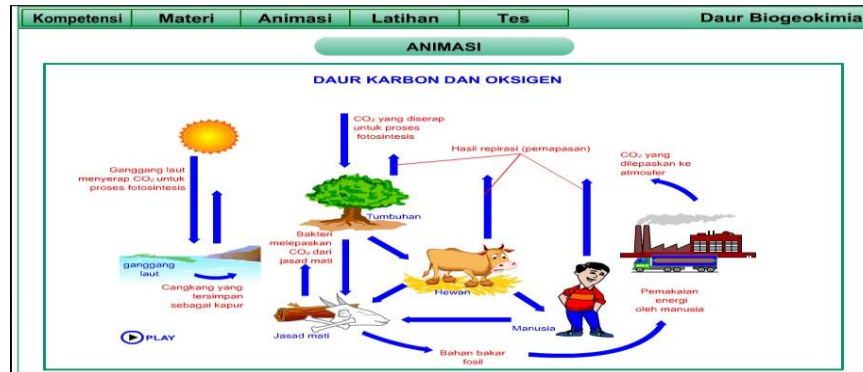 Kompetensi Materi Animasi Latihan Tes Daur Biogeokimia
ANIMASI
DAUR KARBON DAN OKSIGEN
CO₂ yang diserap
untuk proses
fotosintesis
Hasil repirasi (pernapasan)
CO₂ yang
dilepaskan ke
atmosfer
Ganggang laut
menyerap CO₂ untuk
proses fotosintesis
Tumbuhan
Bakteri
melepaskan
CO₂ dari
jasad mati
ganggang
laut
Cangkang yang
tersimpan
sebagai kapur
Hewan
Pemakaian
energi
oleh manusia
PLAY
Jasad mati
Manusia
Bahan bakar
fosil